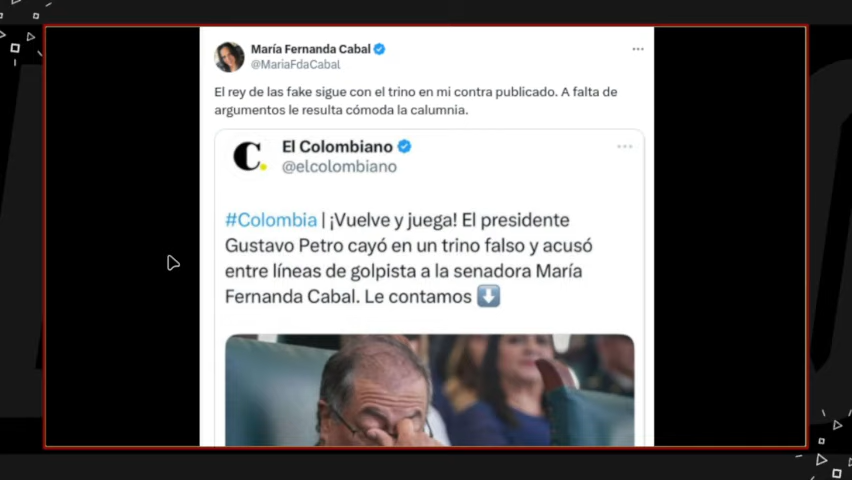 María Fernanda Cabal
@MariaFdaCabal
El rey de las fake sigue con el trino en mi contra publicado. A falta de
argumentos le resulta cómoda la calumnia.
El Colombiano
@elcolombiano
#Colombia | ¡Vuelve y juega! El presidente
Gustavo Petro cayó en un trino falso y acusó
entre líneas de golpista a la senadora María
Fernanda Cabal. Le contamos